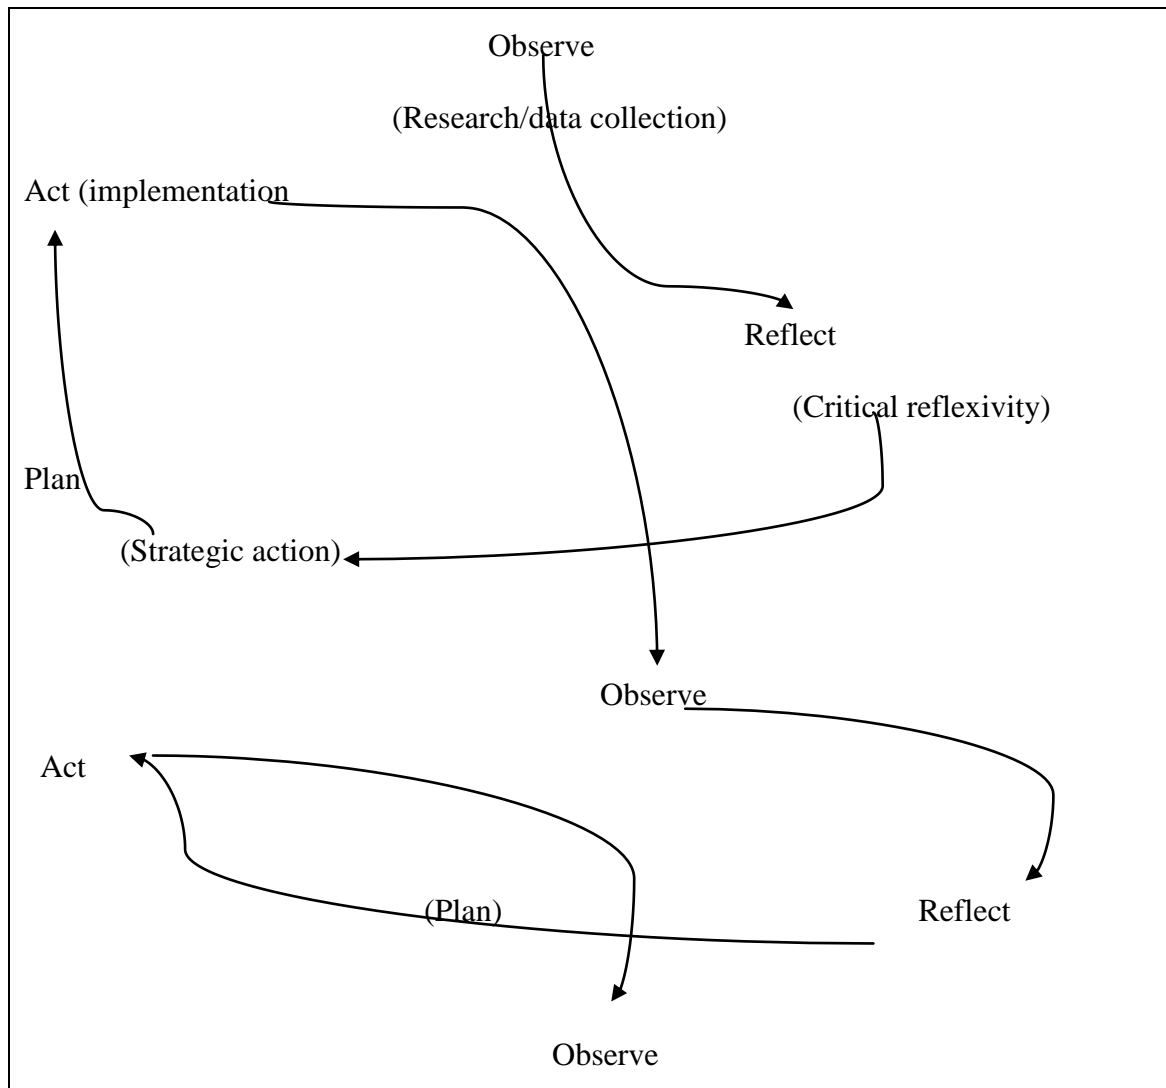 Observe
(Research/data collection)
Act (implementation
Reflect
(Critical reflexivity)
Plan
(Strategic action)
Observe
Act
(Plan)
Reflect
Observe